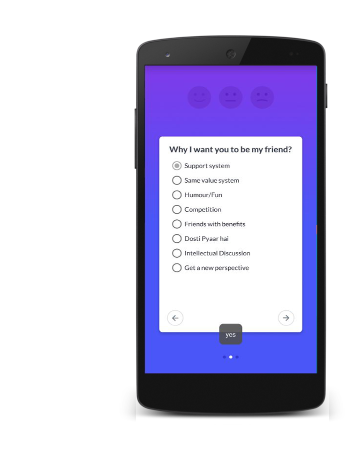 Why I want you to be my friend?
Support system
Same value system
Humour/Fun
Competition
Friends with benefits
Dosti Pyaar hai
Intellectual Discussion
Get a new perspective
yes